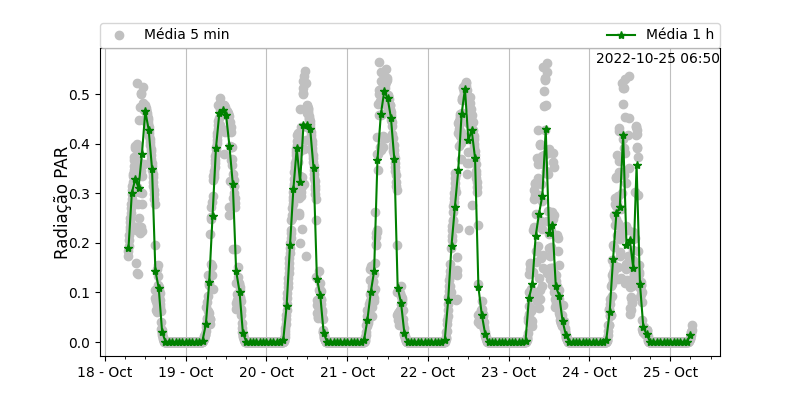 Média 5 min
Média 1 h
2022-10-25 06:50
Radiação PAR
0.5
0.4
0.3
0.2
0.1
0.0
18 - Oct
19 - Oct
20 - Oct
21 - Oct
22 - Oct
23 - Oct
24 - Oct
25 - Oct